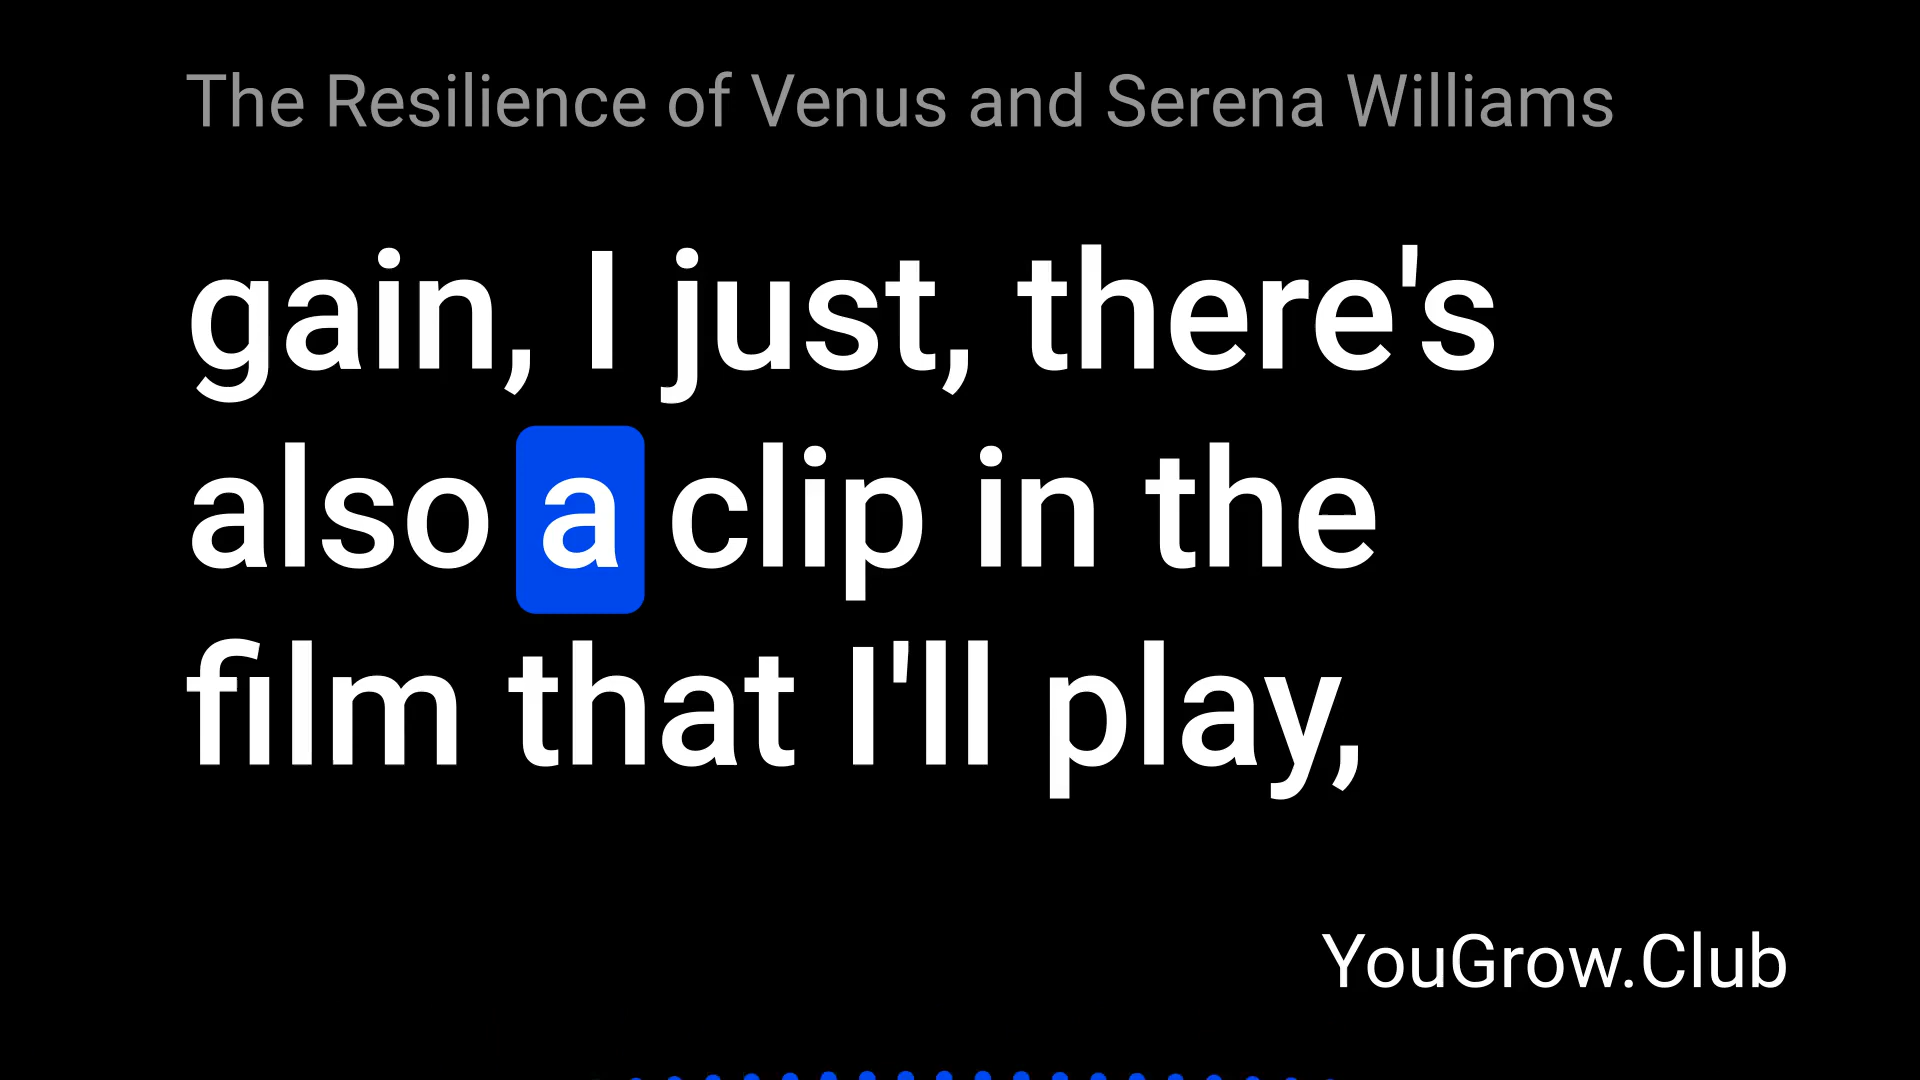 The Resilience of Venus and Serena Williams
gain, I just, there's
also a clip in the
film that I'll play,
YouGrow.Club